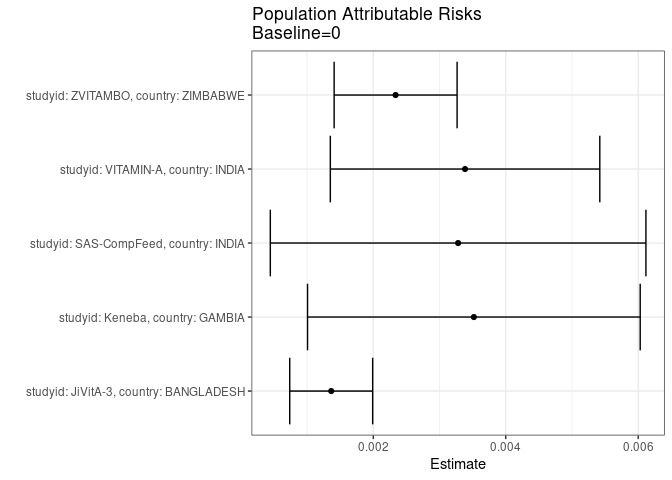 Population Attributable Risks
Baseline=0
studyid: ZVITAMBO, country: ZIMBABWE
studyid: VITAMIN-A, country: INDIA
studyid: SAS-CompFeed, country: INDIA
studyid: Keneba, country: GAMBIA
studyid: JiVitA-3, country: BANGLADESH
0.002
0.004
0.006
Estimate